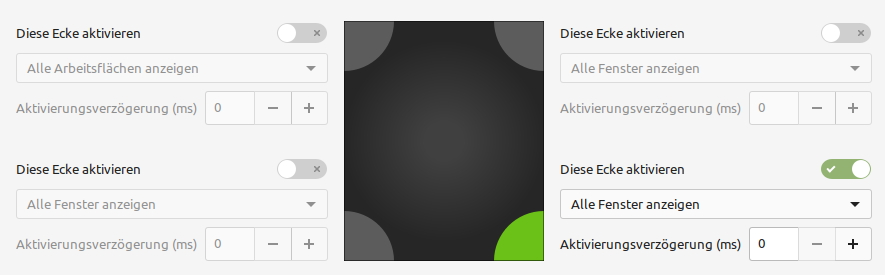 Diese Ecke aktivieren
Alle Arbeitsflächen anzeigen
Aktivierungsverzögerung (ms) 0
Diese Ecke aktivieren
Alle Fenster anzeigen
Aktivierungsverzögerung (ms) 0
Diese Ecke aktivieren
Alle Fenster anzeigen
Aktivierungsverzögerung (ms) 0
Diese Ecke aktivieren
Alle Fenster anzeigen
Aktivierungsverzögerung (ms) 0